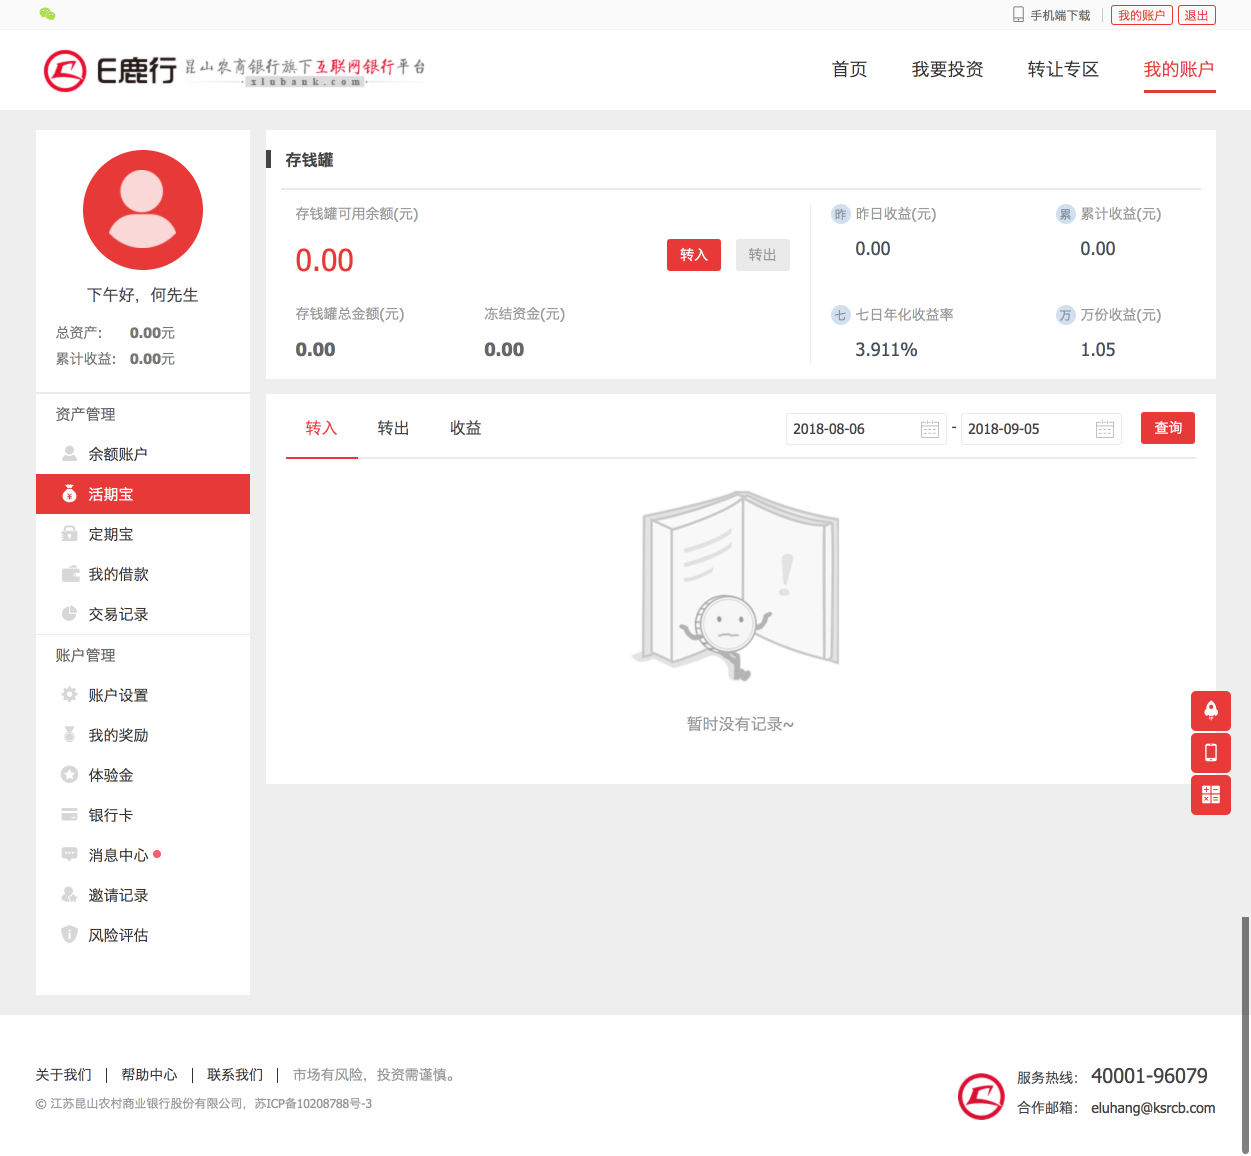 手机端下载
我的账户
退出
E鹿行
昆山农商银行旗下互联网银行平台
·xlubank.com·
首页
我要投资
转让专区
我的账户
下午好，何先生
总资产： 0.00元
累计收益： 0.00元
资产管理
余额账户
活期宝
定期宝
我的借款
交易记录
账户管理
账户设置
我的奖励
体验金
银行卡
消息中心
邀请记录
风险评估
存钱罐
存钱罐可用余额(元)
0.00
转入
转出
存钱罐总金额(元)
0.00
冻结资金(元)
0.00
昨 昨日收益(元)
0.00
累 累计收益(元)
0.00
七 七日年化收益率
3.911%
万 万份收益(元)
1.05
转入
转出
收益
2018-08-06 - 2018-09-05
查询
暂时没有记录~
关于我们 | 帮助中心 | 联系我们 | 市场有风险，投资需谨慎。
© 江苏昆山农村商业银行股份有限公司，苏ICP备10208788号-3
服务热线： 40001-96079
合作邮箱： eluhang@ksrcb.com